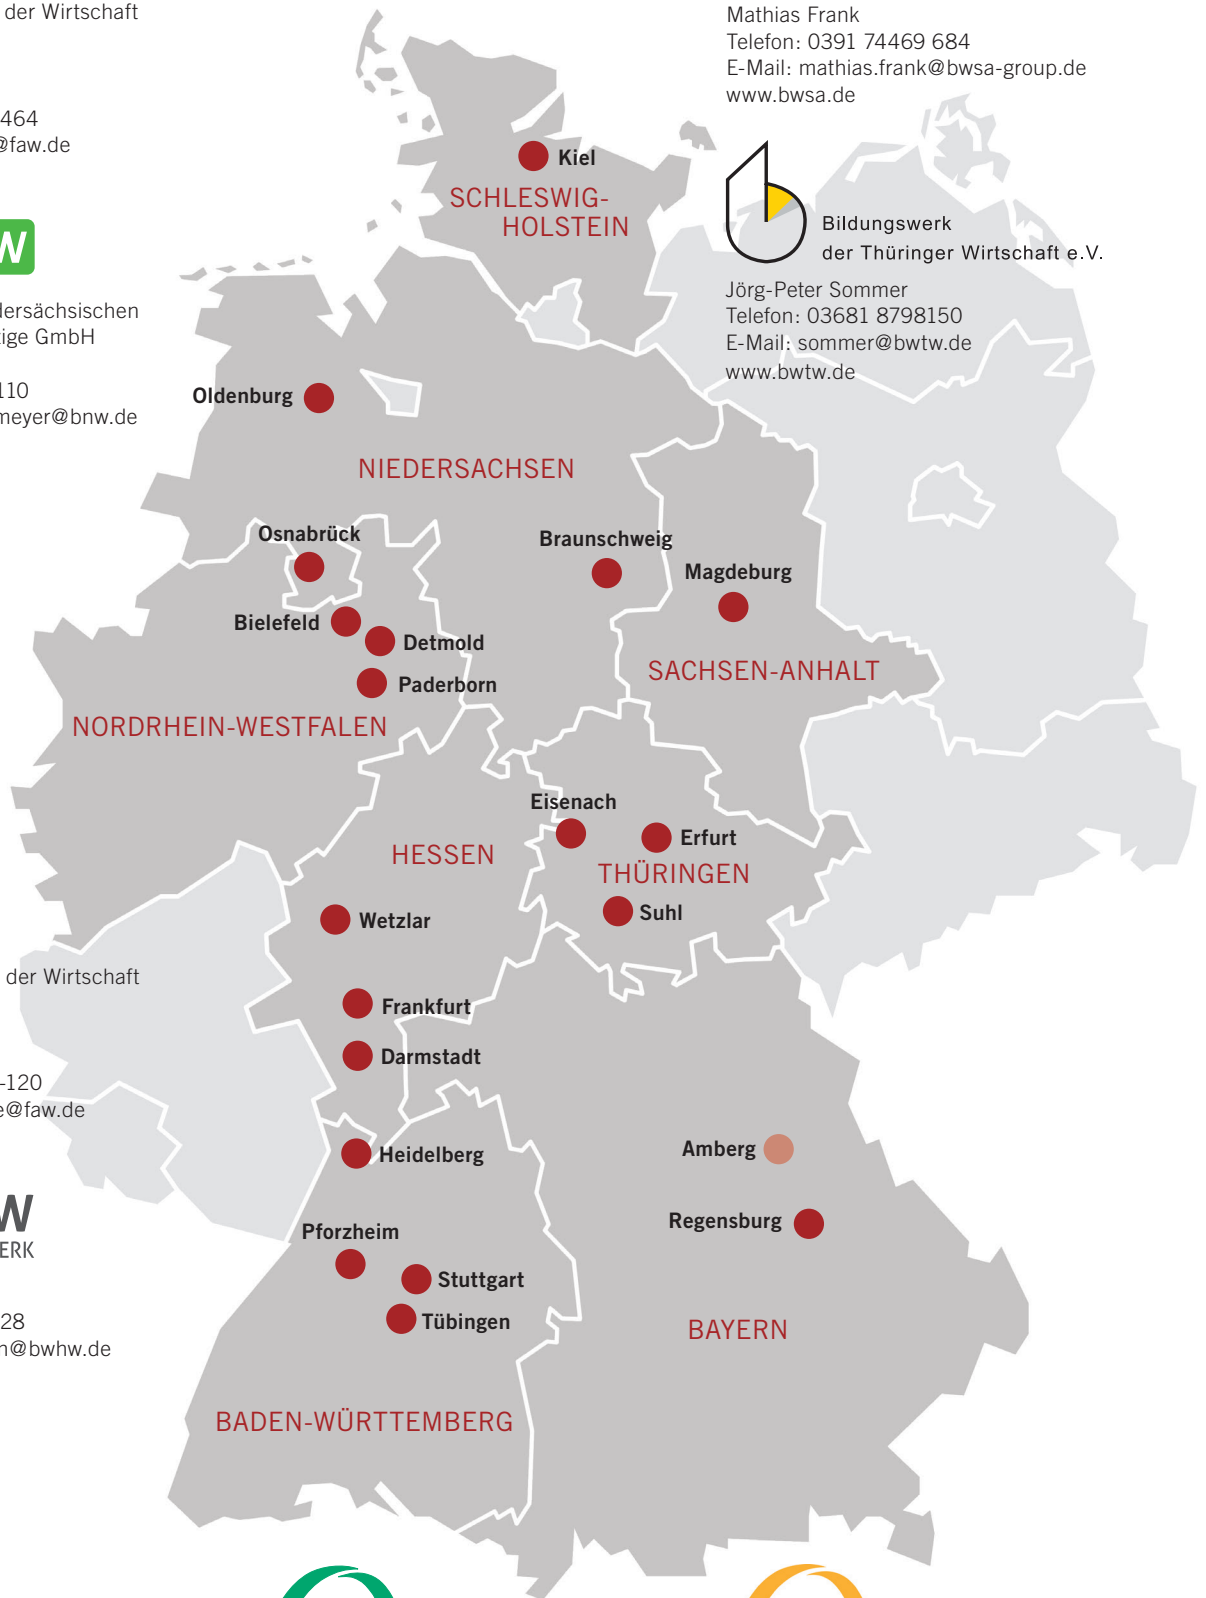 der Wirtschaft
464
@faw.de
W
dersächsischen
tige GmbH
110
meyer@bnw.de
Mathias Frank
Telefon: 0391 74469 684
E-Mail: mathias.frank@bwsa-group.de
www.bwsa.de
Bildungswerk
der Thüringer Wirtschaft e.V.
Jörg-Peter Sommer
Telefon: 03681 8798150
E-Mail: sommer@bwtw.de
www.bwtw.de
Kiel
SCHLESWIG-
HOLSTEIN
Oldenburg
NIEDERSACHSEN
Osnabrück
Braunschweig
Magdeburg
Bielefeld
Detmold
Paderborn
SACHSEN-ANHALT
NORDRHEIN-WESTFALEN
Eisenach
Erfurt
HESSEN
THÜRINGEN
Suhl
Wetzlar
der Wirtschaft
Frankfurt
Darmstadt
-120
e@faw.de
Heidelberg
Amberg
W
ERK
Regensburg
Pforzheim
Stuttgart
Tübingen
28
n@bwhw.de
BAYERN
BADEN-WÜRTTEMBERG